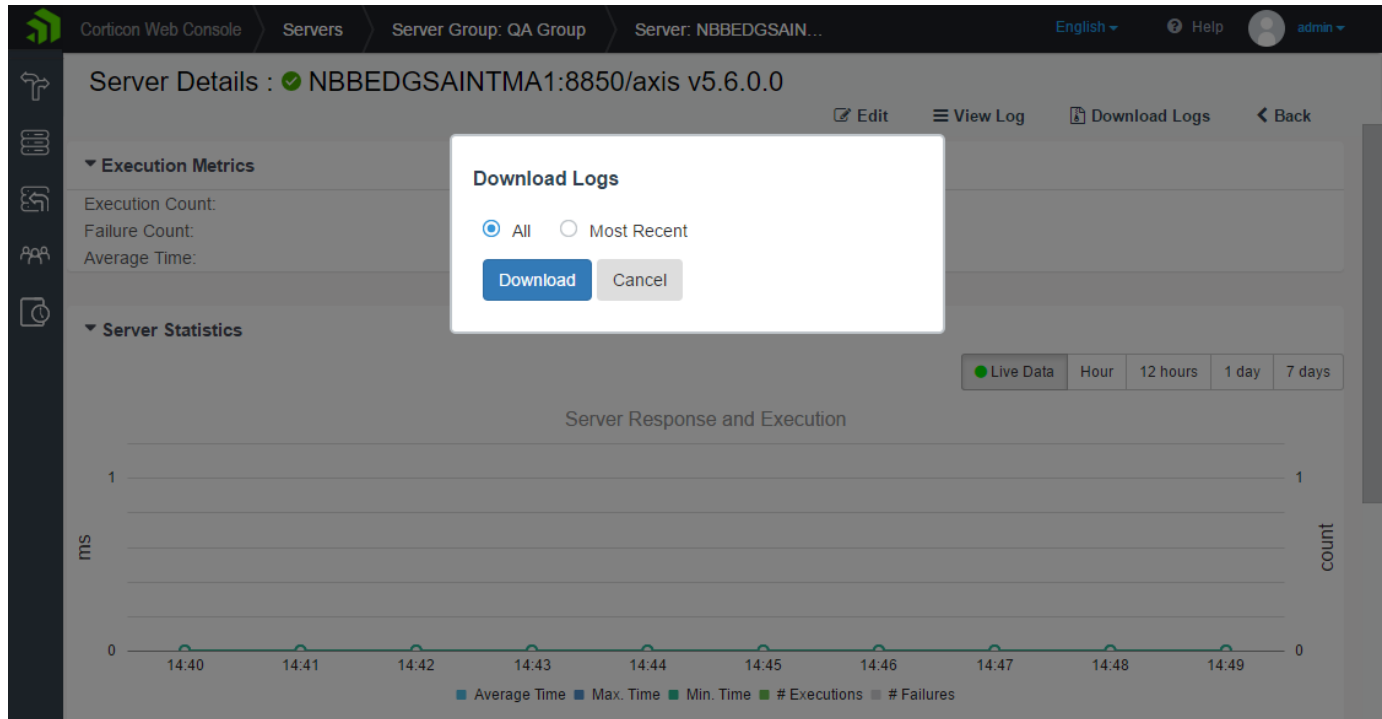 Corticon Web Console Servers Server Group: QA Group Server: NBBEDGSAIN... English Help admin
Server Details : NBBEDGSAINTMA1:8850/axis v5.6.0.0
Edit View Log Download Logs Back
Execution Metrics
Execution Count:
Failure Count:
Average Time:
Download Logs
All Most Recent
Download Cancel
Server Statistics
Live Data Hour 12 hours 1 day 7 days
Server Response and Execution
1 1
ms count
0 0
14:40 14:41 14:42 14:43 14:44 14:45 14:46 14:47 14:48 14:49
Average Time Max. Time Min. Time # Executions # Failures